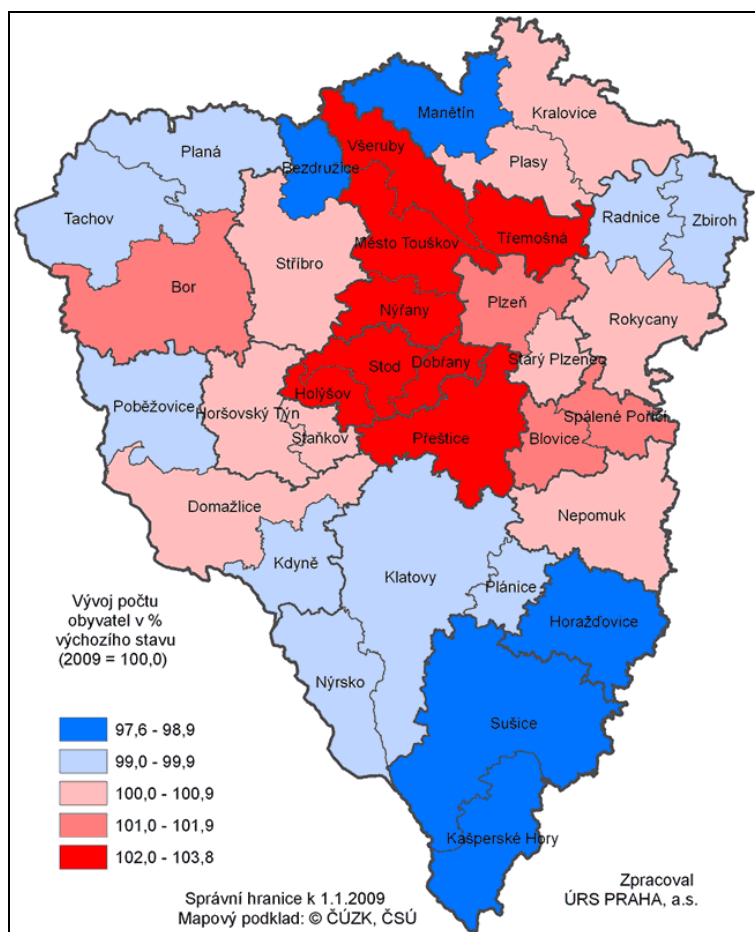 Manětín
Kralovice
Všeruby
Planá
Plasy
Bezdružice
Tachov
Radnice
Zbiroh
Třemošná
Město Touškov
Stříbro
Bor
Plzeň
Nýřany
Rokycany
Starý Plzenec
Stod
Dobřany
Holýšov
Poběžovice
Horšovský Týn
Spálené Poříčí
Staňkov
Přeštice
Blovice
Domažlice
Nepomuk
Kdyně
Klatovy
Plánice
Horažďovice
Vývoj počtu
obyvatel v %
výchozího stavu
(2009 = 100,0)
Nýrsko
Sušice
97,6 - 98,9
99,0 - 99,9
100,0 - 100,9
101,0 - 101,9
102,0 - 103,8
Kašperské Hory
Správní hranice k 1.1.2009
Mapový podklad: © ČÚZK, ČSÚ
Zpracoval
ÚRS PRAHA, a.s.